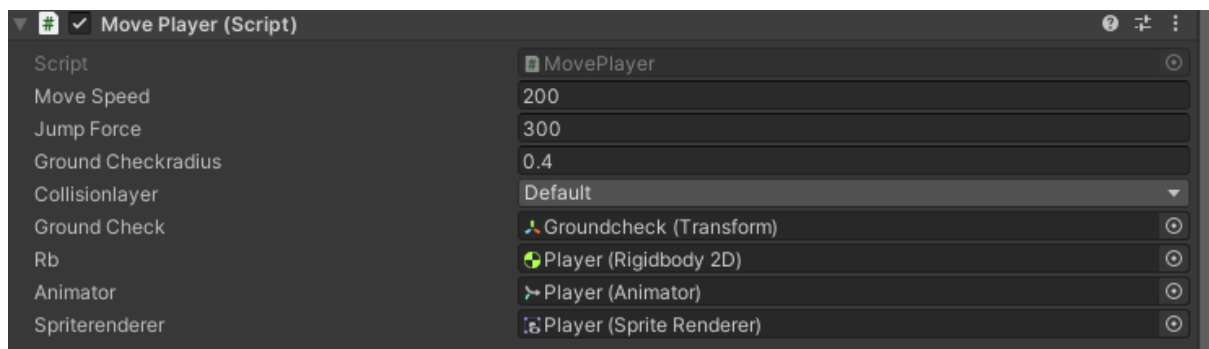 Move Player (Script)
Script MovePlayer
Move Speed 200
Jump Force 300
Ground Checkradius 0.4
Collisionlayer Default
Ground Check Groundcheck (Transform)
Rb Player (Rigidbody 2D)
Animator Player (Animator)
Spriterenderer Player (Sprite Renderer)